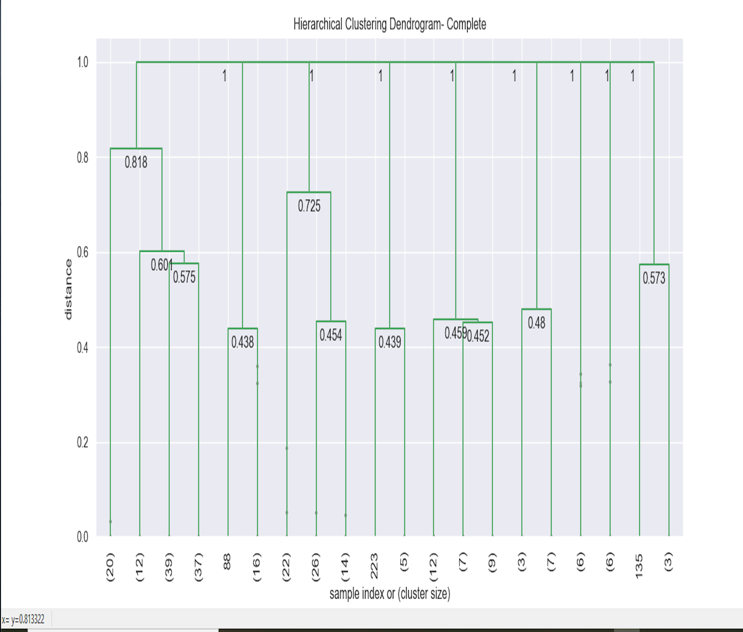 Hierarchical Clustering Dendrogram- Complete
1.0
1 1 1 1 1 1 1 1
0.8
0.818
0.725
0.6
0.601
0.575
0.573
distance
0.48
0.454
0.459
0.452
0.438
0.439
0.4
0.2
0.0
(20) (12) (39) (37) 88 (16) (22) (26) (14) 223 (5) (12) (7) (9) (3) (7) (6) (6) 135 (3)
sample index or (cluster size)
x= y=0.813322